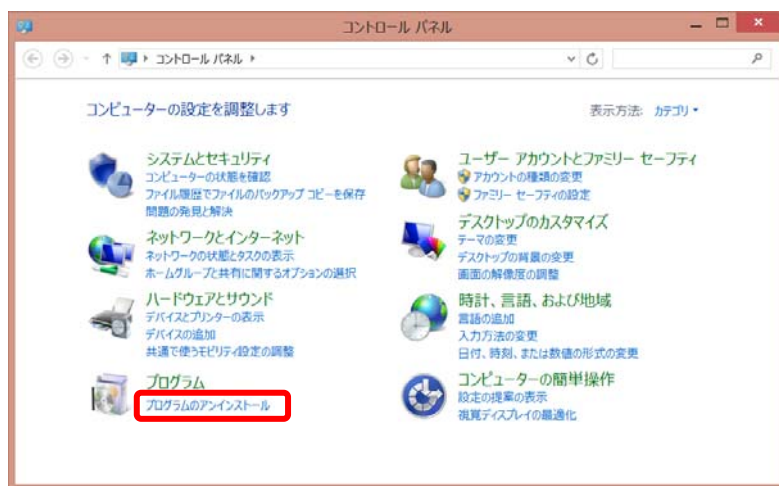 コントロール パネル
コントロール パネル
コンピューターの設定を調整します
表示方法: カテゴリ
システムとセキュリティ
コンピューターの状態を確認
ファイル履歴でファイルのバックアップ コピーを保存
問題の発見と解決
ネットワークとインターネット
ネットワークの状態とタスクの表示
ホームグループと共有に関するオプションの選択
ハードウェアとサウンド
デバイスとプリンターの表示
デバイスの追加
共通で使うモビリティ設定の調整
プログラム
プログラムのアンインストール
ユーザー アカウントとファミリー セーフティ
アカウントの種類の変更
ファミリー セーフティの設定
デスクトップのカスタマイズ
テーマの変更
デスクトップの背景の変更
画面の解像度の調整
時計、言語、および地域
言語の追加
入力方法の変更
日付、時刻、または数値の形式の変更
コンピューターの簡単操作
設定の提案の表示
視覚ディスプレイの最適化